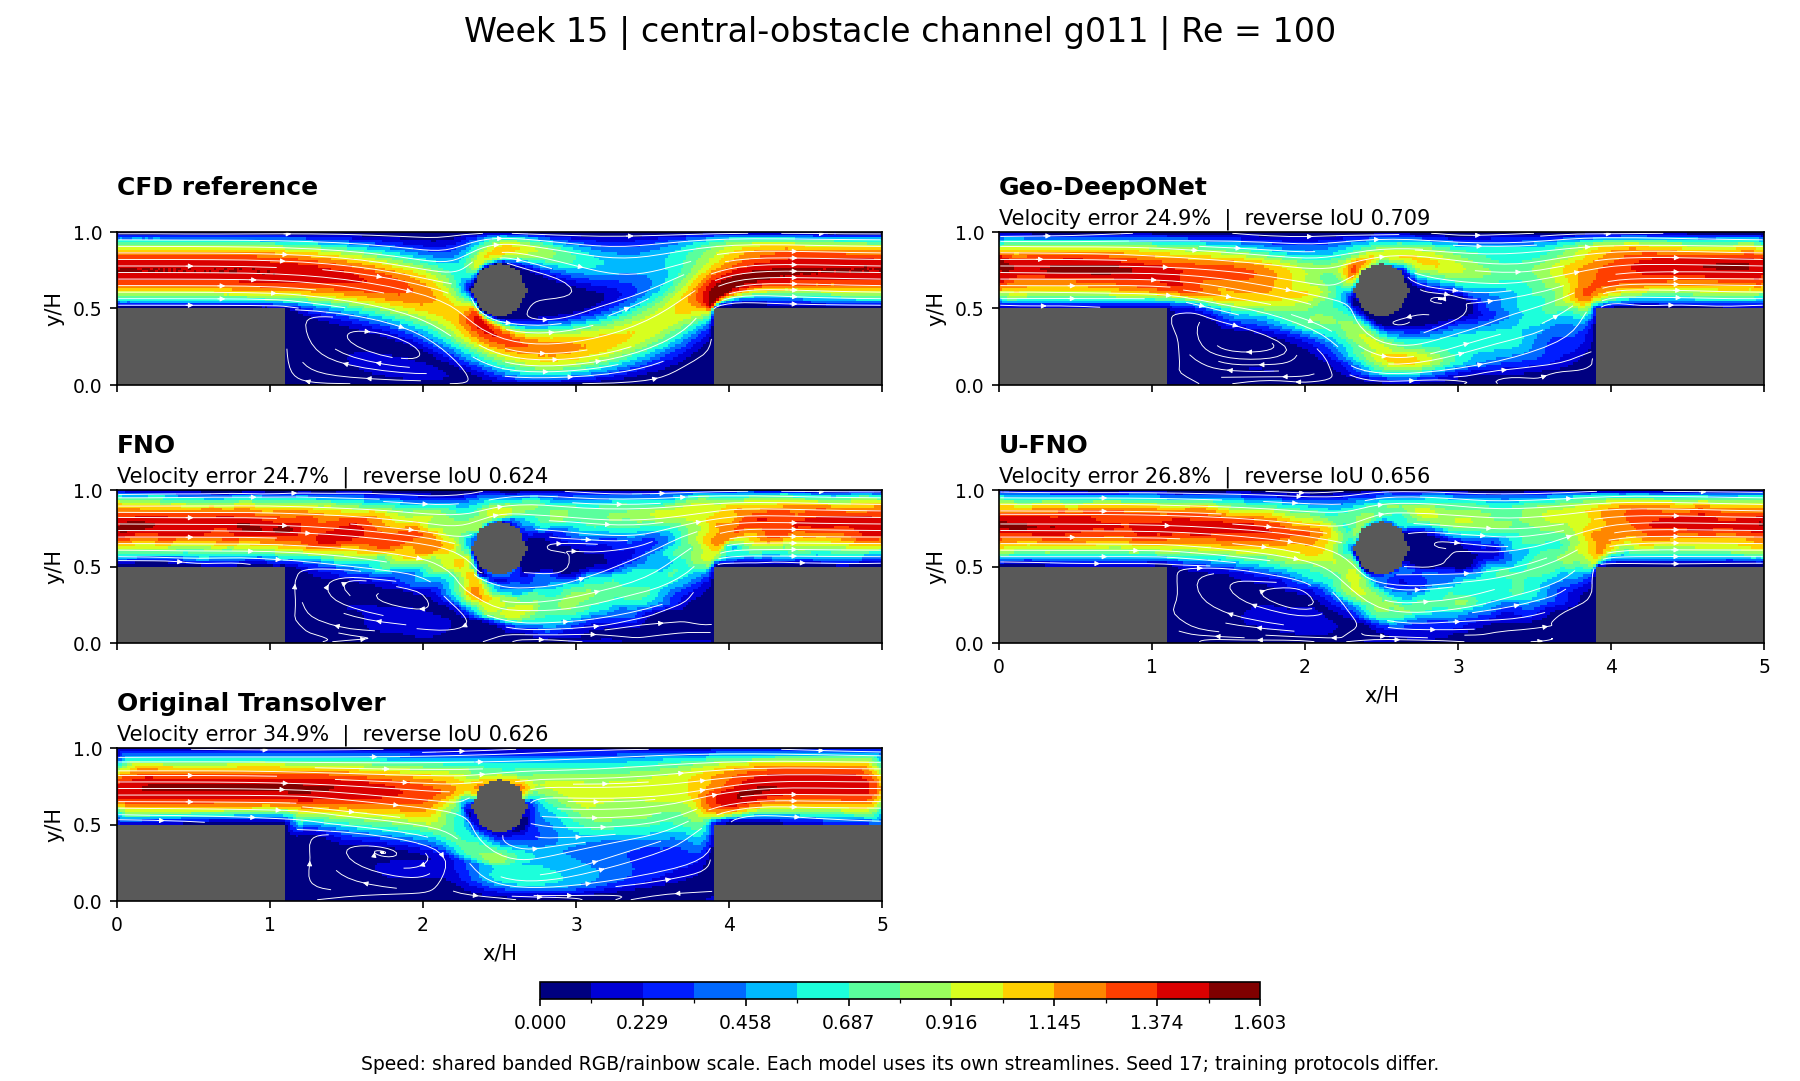 Week 15 | central-obstacle channel g011 | Re = 100
CFD reference
1.0
0.5
0.0
y/H
Geo-DeepONet
Velocity error 24.9% | reverse IoU 0.709
1.0
0.5
0.0
y/H
FNO
Velocity error 24.7% | reverse IoU 0.624
1.0
0.5
0.0
y/H
U-FNO
Velocity error 26.8% | reverse IoU 0.656
1.0
0.5
0.0
y/H
0 1 2 3 4 5
x/H
Original Transolver
Velocity error 34.9% | reverse IoU 0.626
1.0
0.5
0.0
y/H
0 1 2 3 4 5
x/H
0.000 0.229 0.458 0.687 0.916 1.145 1.374 1.603
Speed: shared banded RGB/rainbow scale. Each model uses its own streamlines. Seed 17; training protocols differ.